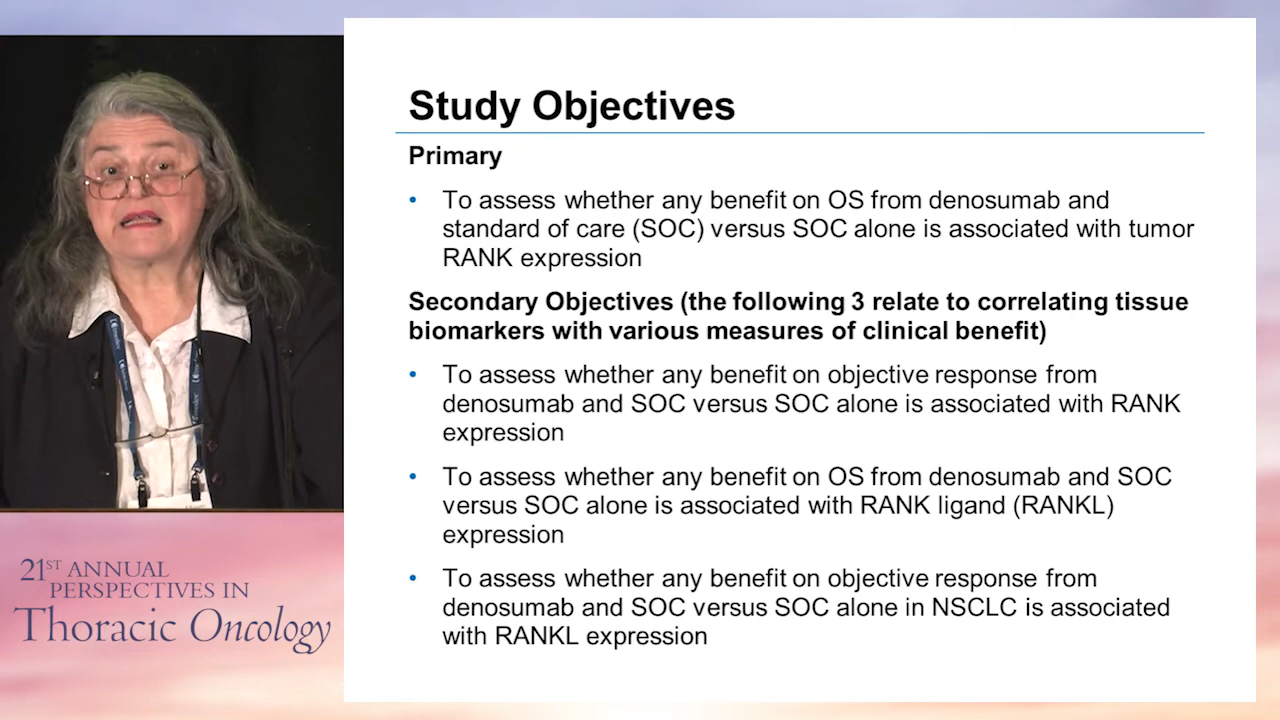 Study Objectives
Primary
• To assess whether any benefit on OS from denosumab and
standard of care (SOC) versus SOC alone is associated with tumor
RANK expression
Secondary Objectives (the following 3 relate to correlating tissue
biomarkers with various measures of clinical benefit)
• To assess whether any benefit on objective response from
denosumab and SOC versus SOC alone is associated with RANK
expression
• To assess whether any benefit on OS from denosumab and SOC
versus SOC alone is associated with RANK ligand (RANKL)
expression
• To assess whether any benefit on objective response from
denosumab and SOC versus SOC alone in NSCLC is associated
with RANKL expression
21ST ANNUAL
PERSPECTIVES IN
Thoracic Oncology